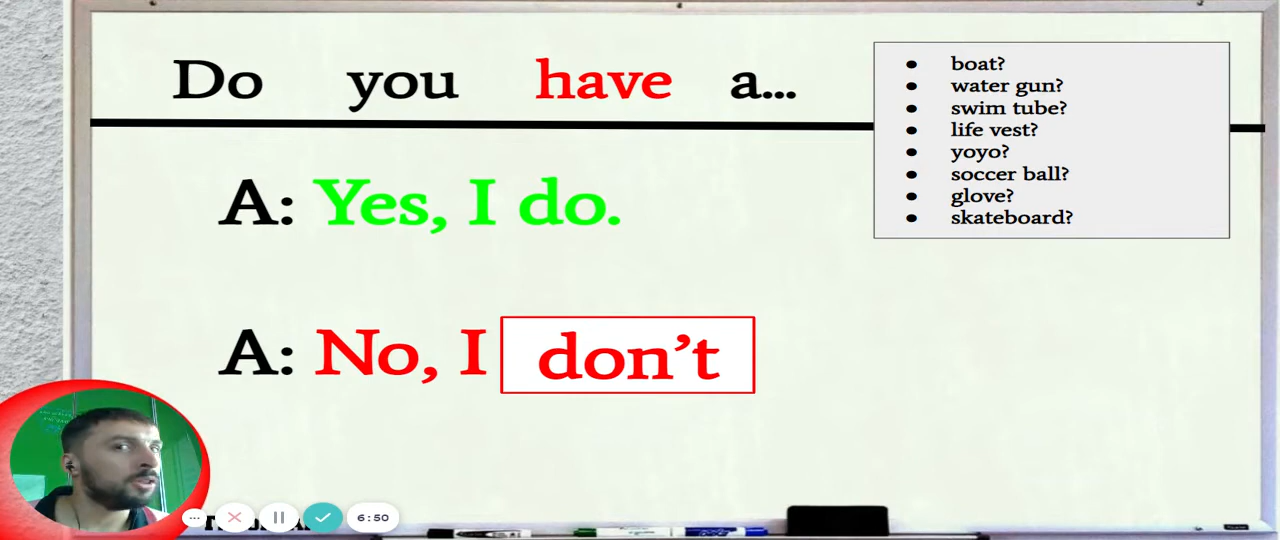 Do you have a...
boat?
water gun?
swim tube?
life vest?
yoyo?
soccer ball?
glove?
skateboard?
A: Yes, I do.
A: No, I don't
6:50